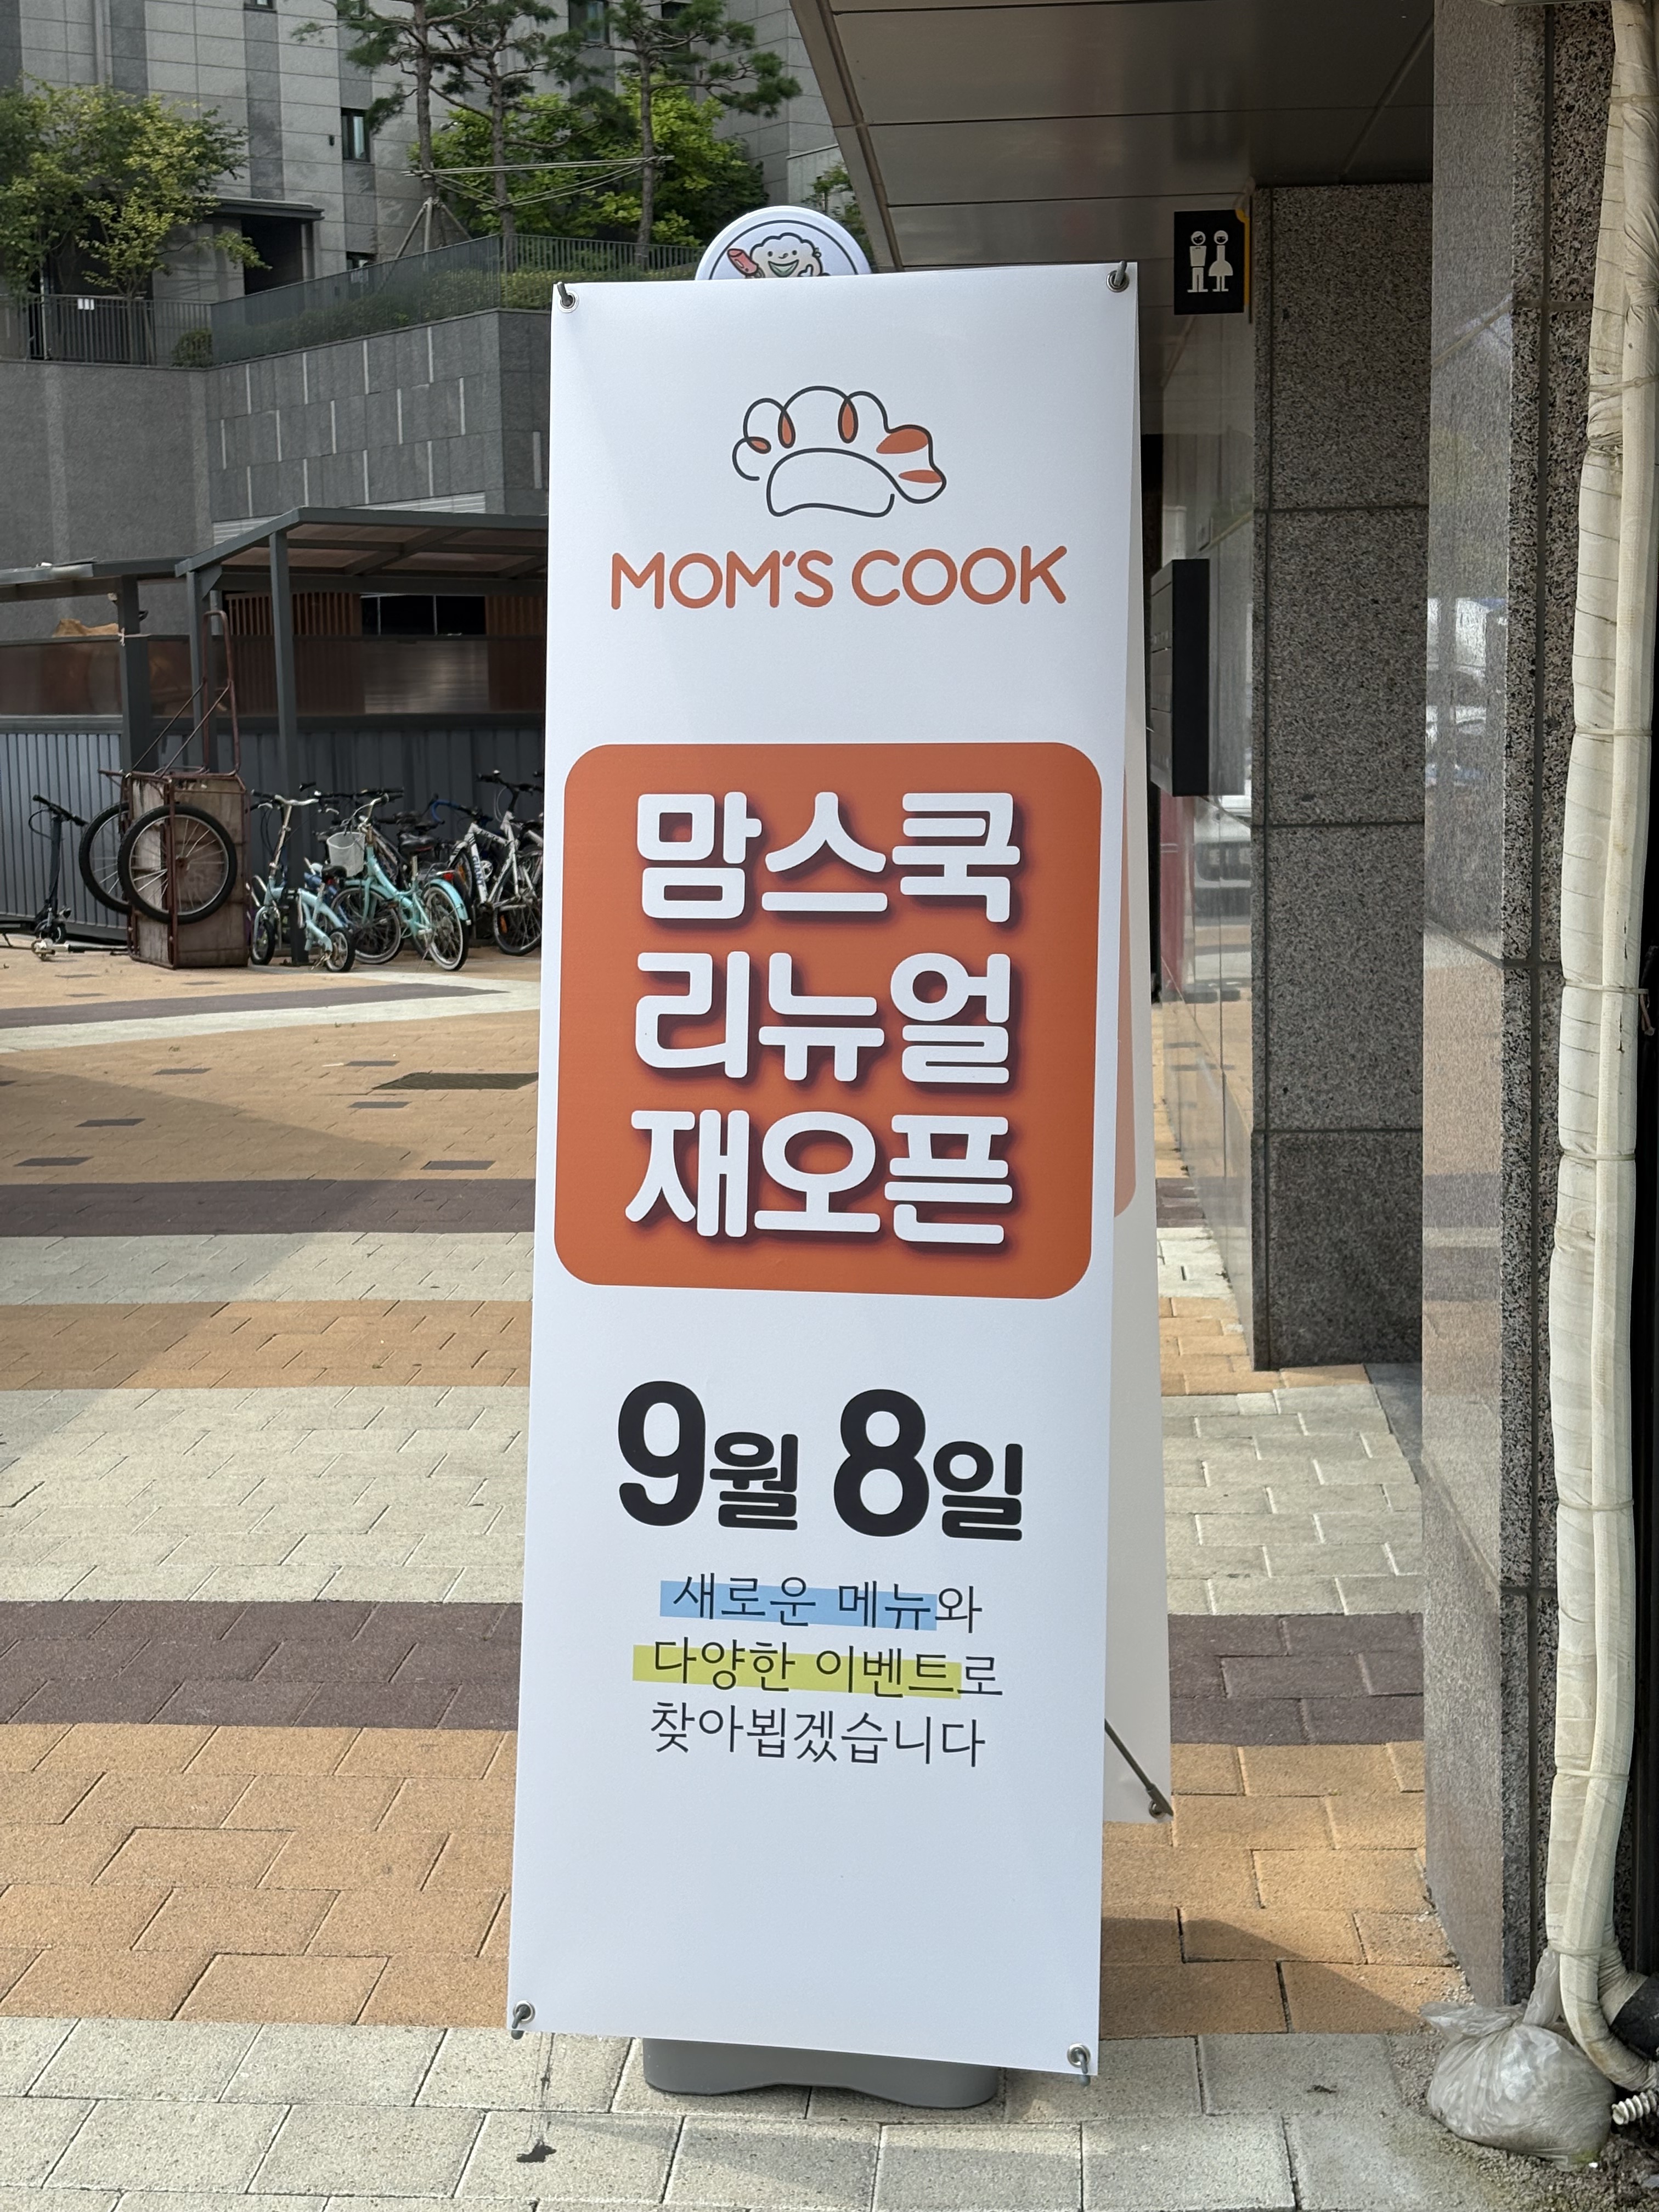 MOM'S COOK
맘스쿡
리뉴얼
재오픈
9월 8일
새로운 메뉴와
다양한 이벤트로
찾아뵙겠습니다